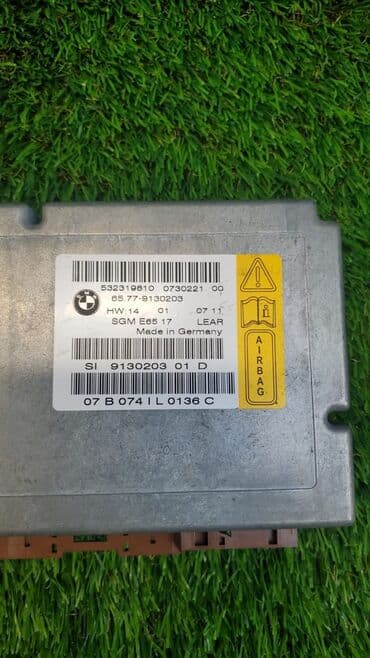 532319810 0730221 00
65.77-9130203
BMW
HW:14 01 07 11
SGM E65 17 LEAR
Made in Germany
SI 9130203 01 D
07 B 074 I L 0136 C
AIRBAG